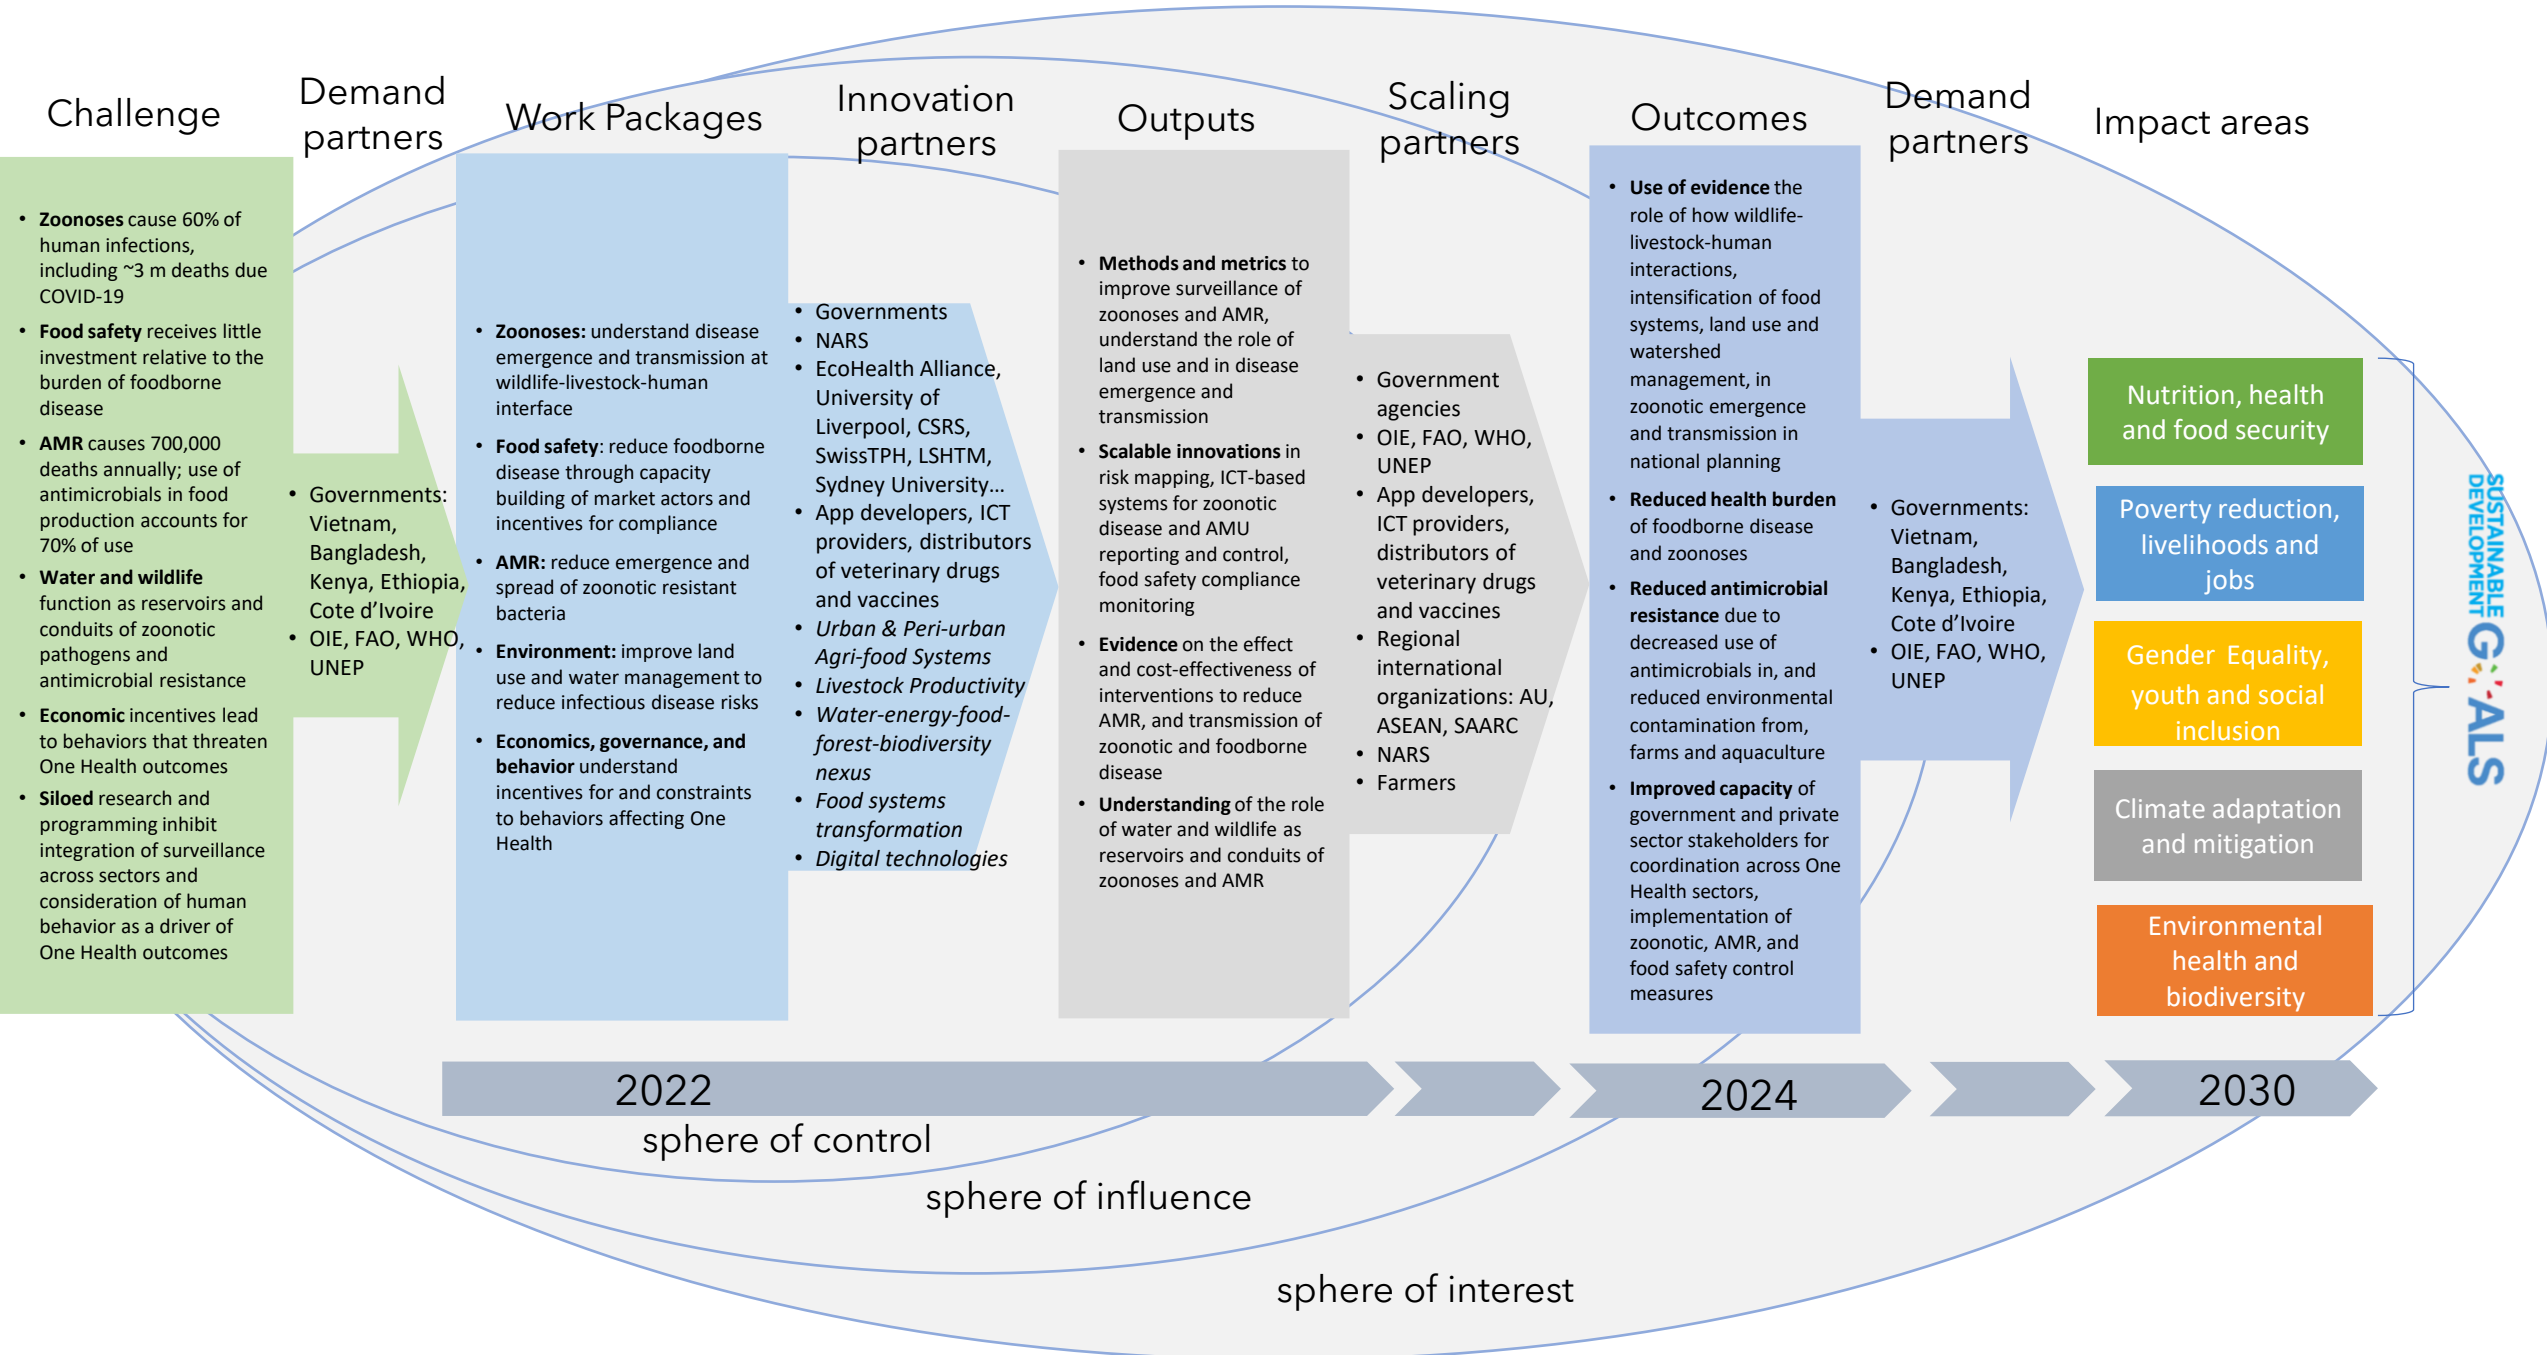 Challenge
• Zoonoses cause 60% of
human infections,
including ~3 m deaths due
COVID-19
• Food safety receives little
investment relative to the
burden of foodborne
disease
• AMR causes 700,000
deaths annually; use of
antimicrobials in food
production accounts for
70% of use
• Water and wildlife
function as reservoirs and
conduits of zoonotic
pathogens and
antimicrobial resistance
• Economic incentives lead
to behaviors that threaten
One Health outcomes
• Siloed research and
programming inhibit
integration of surveillance
across sectors and
consideration of human
behavior as a driver of
One Health outcomes
Demand
partners
• Governments:
Vietnam,
Bangladesh,
Kenya, Ethiopia,
Cote d’Ivoire
• OIE, FAO, WHO,
UNEP
Work Packages
• Zoonoses: understand disease
emergence and transmission at
wildlife-livestock-human
interface
• Food safety: reduce foodborne
disease through capacity
building of market actors and
incentives for compliance
• AMR: reduce emergence and
spread of zoonotic resistant
bacteria
• Environment: improve land
use and water management to
reduce infectious disease risks
• Economics, governance, and
behavior understand
incentives for and constraints
to behaviors affecting One
Health
Innovation
partners
• Governments
• NARS
• EcoHealth Alliance,
University of
Liverpool, CSRS,
SwissTPH, LSHTM,
Sydney University...
• App developers, ICT
providers, distributors
of veterinary drugs
and vaccines
• Urban & Peri-urban
Agri-food Systems
• Livestock Productivity
• Water-energy-food-
forest-biodiversity
nexus
• Food systems
transformation
• Digital technologies
Outputs
• Methods and metrics to
improve surveillance of
zoonoses and AMR,
understand the role of
land use and in disease
emergence and
transmission
• Scalable innovations in
risk mapping, ICT-based
systems for zoonotic
disease and AMU
reporting and control,
food safety compliance
monitoring
• Evidence on the effect
and cost-effectiveness of
interventions to reduce
AMR, and transmission of
zoonotic and foodborne
disease
• Understanding of the role
of water and wildlife as
reservoirs and conduits of
zoonoses and AMR
Scaling
partners
• Government
agencies
• OIE, FAO, WHO,
UNEP
• App developers,
ICT providers,
distributors of
veterinary drugs
and vaccines
• Regional
international
organizations: AU,
ASEAN, SAARC
• NARS
• Farmers
Outcomes
• Use of evidence the
role of how wildlife-
livestock-human
interactions,
intensification of food
systems, land use and
watershed
management, in
zoonotic emergence
and transmission in
national planning
• Reduced health burden
of foodborne disease
and zoonoses
• Reduced antimicrobial
resistance due to
decreased use of
antimicrobials in, and
reduced environmental
contamination from,
farms and aquaculture
• Improved capacity of
government and private
sector stakeholders for
coordination across One
Health sectors,
implementation of
zoonotic, AMR, and
food safety control
measures
Demand
partners
• Governments:
Vietnam,
Bangladesh,
Kenya, Ethiopia,
Cote d’Ivoire
• OIE, FAO, WHO,
UNEP
Impact areas
Nutrition, health
and food security
Poverty reduction,
livelihoods and
jobs
Gender Equality,
youth and social
inclusion
Climate adaptation
and mitigation
Environmental
health and
biodiversity
SUSTAINABLE
DEVELOPMENT
GOALS
2022
2024
2030
sphere of control
sphere of influence
sphere of interest